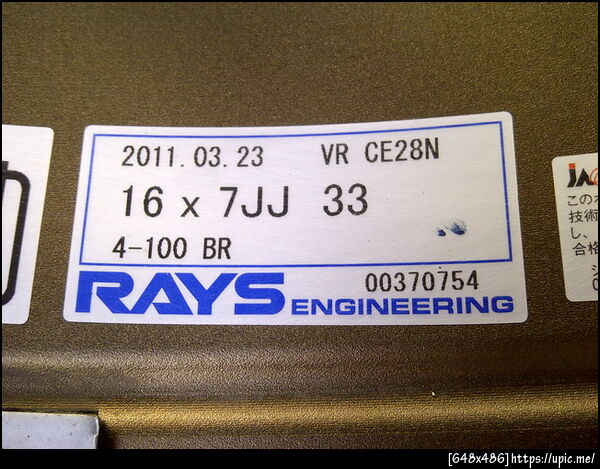 2011.03.23 VR CE28N
16 x 7JJ 33
4-100 BR
00370754
RAYS ENGINEERING
この
技術
し、
合格
[648x486]https://upic.me/